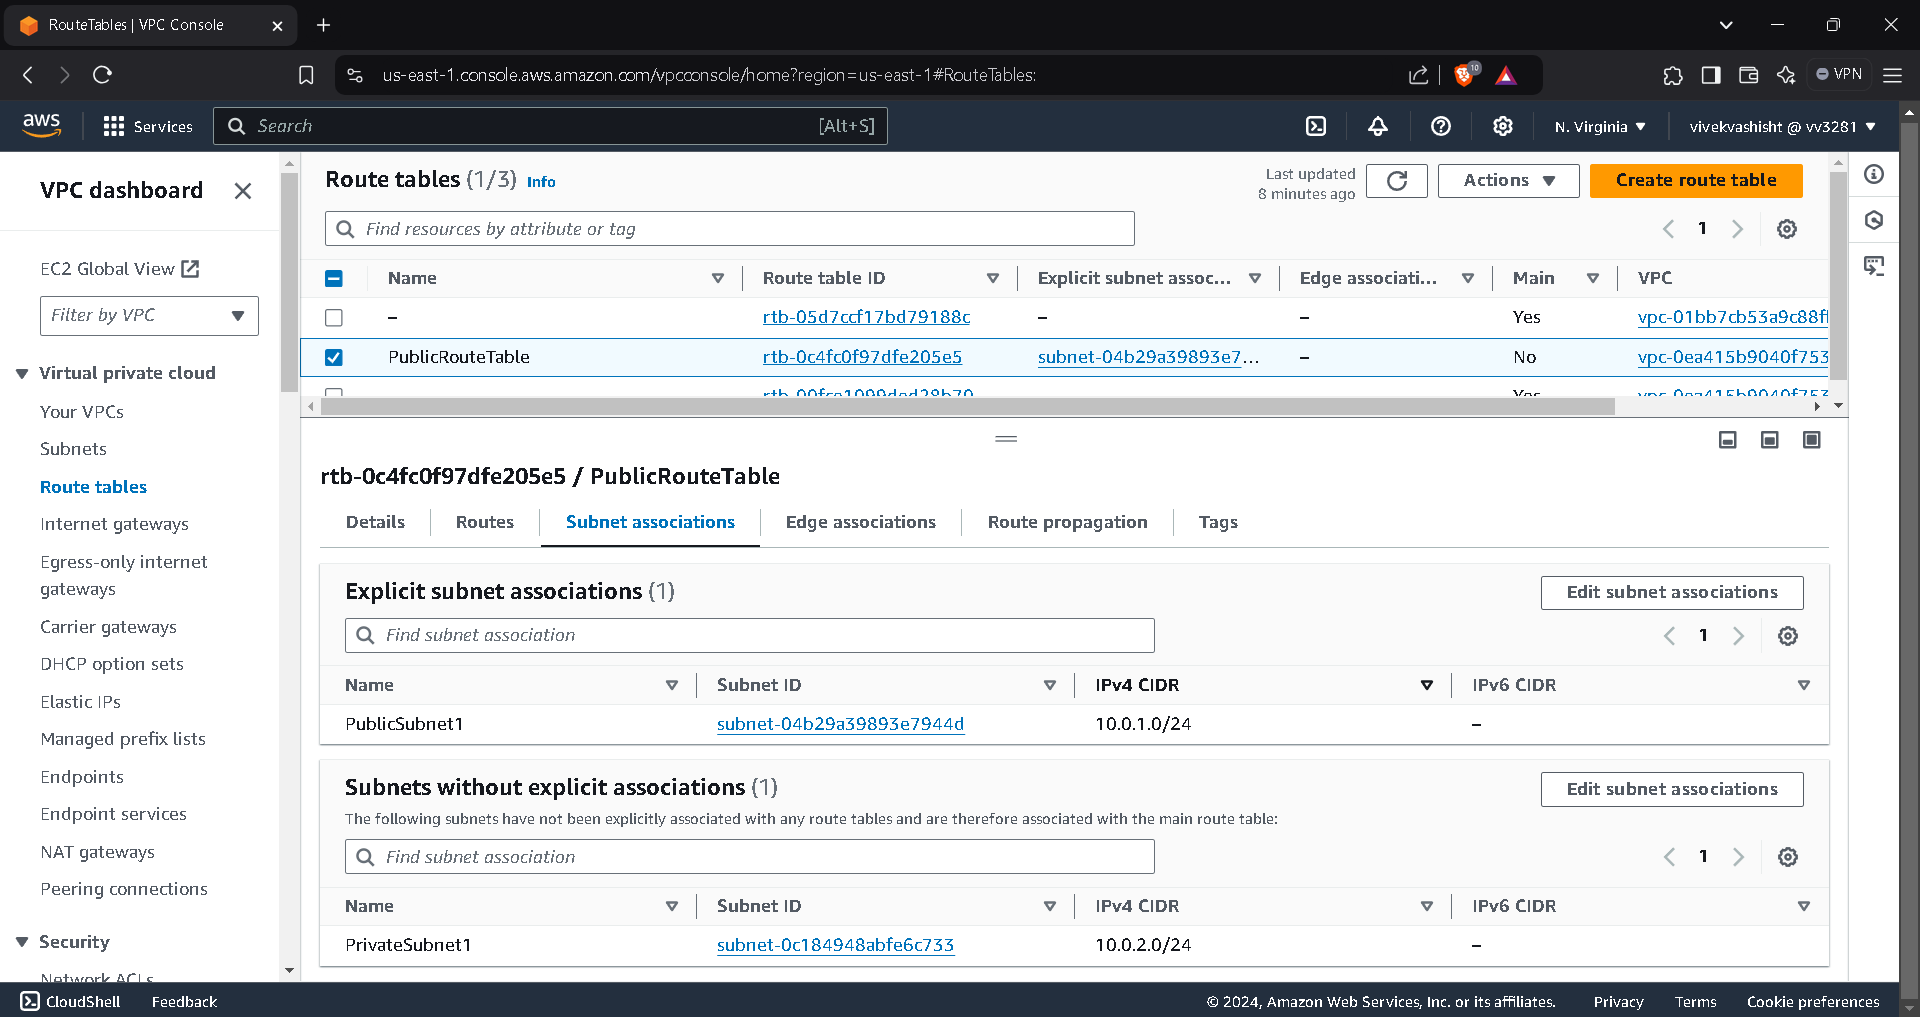 RouteTables | VPC Console
us-east-1.console.aws.amazon.com/vpcconsole/home?region=us-east-1#RouteTables:
10
VPN
aws
Services
Search
[Alt+S]
N. Virginia
vivekvashisht @ vv3281
VPC dashboard
EC2 Global View
Filter by VPC
Virtual private cloud
Your VPCs
Subnets
Route tables
Internet gateways
Egress-only internet
gateways
Carrier gateways
DHCP option sets
Elastic IPs
Managed prefix lists
Endpoints
Endpoint services
NAT gateways
Peering connections
Security
Network ACLs
Route tables (1/3) Info
Last updated
8 minutes ago
Actions
Create route table
Find resources by attribute or tag
1
Name Route table ID Explicit subnet assoc... Edge associati... Main VPC
– rtb-05d7ccf17bd79188c – – Yes vpc-01bb7cb53a9c88f
PublicRouteTable rtb-0c4fc0f97dfe205e5 subnet-04b29a39893e7... – No vpc-0ea415b9040f753
Yes vpc-0ea415b9040f753
rtb-0c4fc0f97dfe205e5 / PublicRouteTable
Details Routes Subnet associations Edge associations Route propagation Tags
Explicit subnet associations (1)
Edit subnet associations
Find subnet association
1
Name Subnet ID IPv4 CIDR IPv6 CIDR
PublicSubnet1 subnet-04b29a39893e7944d 10.0.1.0/24 –
Subnets without explicit associations (1)
Edit subnet associations
The following subnets have not been explicitly associated with any route tables and are therefore associated with the main route table:
Find subnet association
1
Name Subnet ID IPv4 CIDR IPv6 CIDR
PrivateSubnet1 subnet-0c184948abfe6c733 10.0.2.0/24 –
CloudShell Feedback
© 2024, Amazon Web Services, Inc. or its affiliates. Privacy Terms Cookie preferences